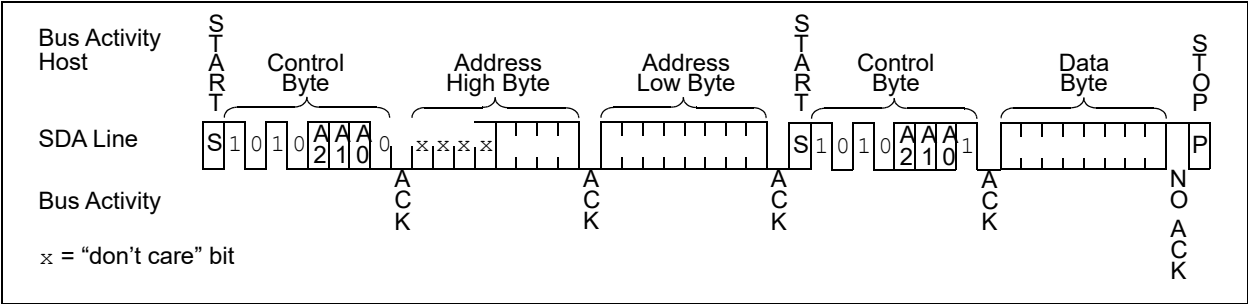 Bus Activity
Host
START
Control
Byte
Address
High Byte
Address
Low Byte
START
Control
Byte
Data
Byte
STOP
SDA Line
S 1 0 1 0 A2 A1 A0 0 x x x x S 1 0 1 0 A2 A1 A0 1 P
Bus Activity
ACK
ACK
ACK
ACK
NO ACK
x = “don’t care” bit